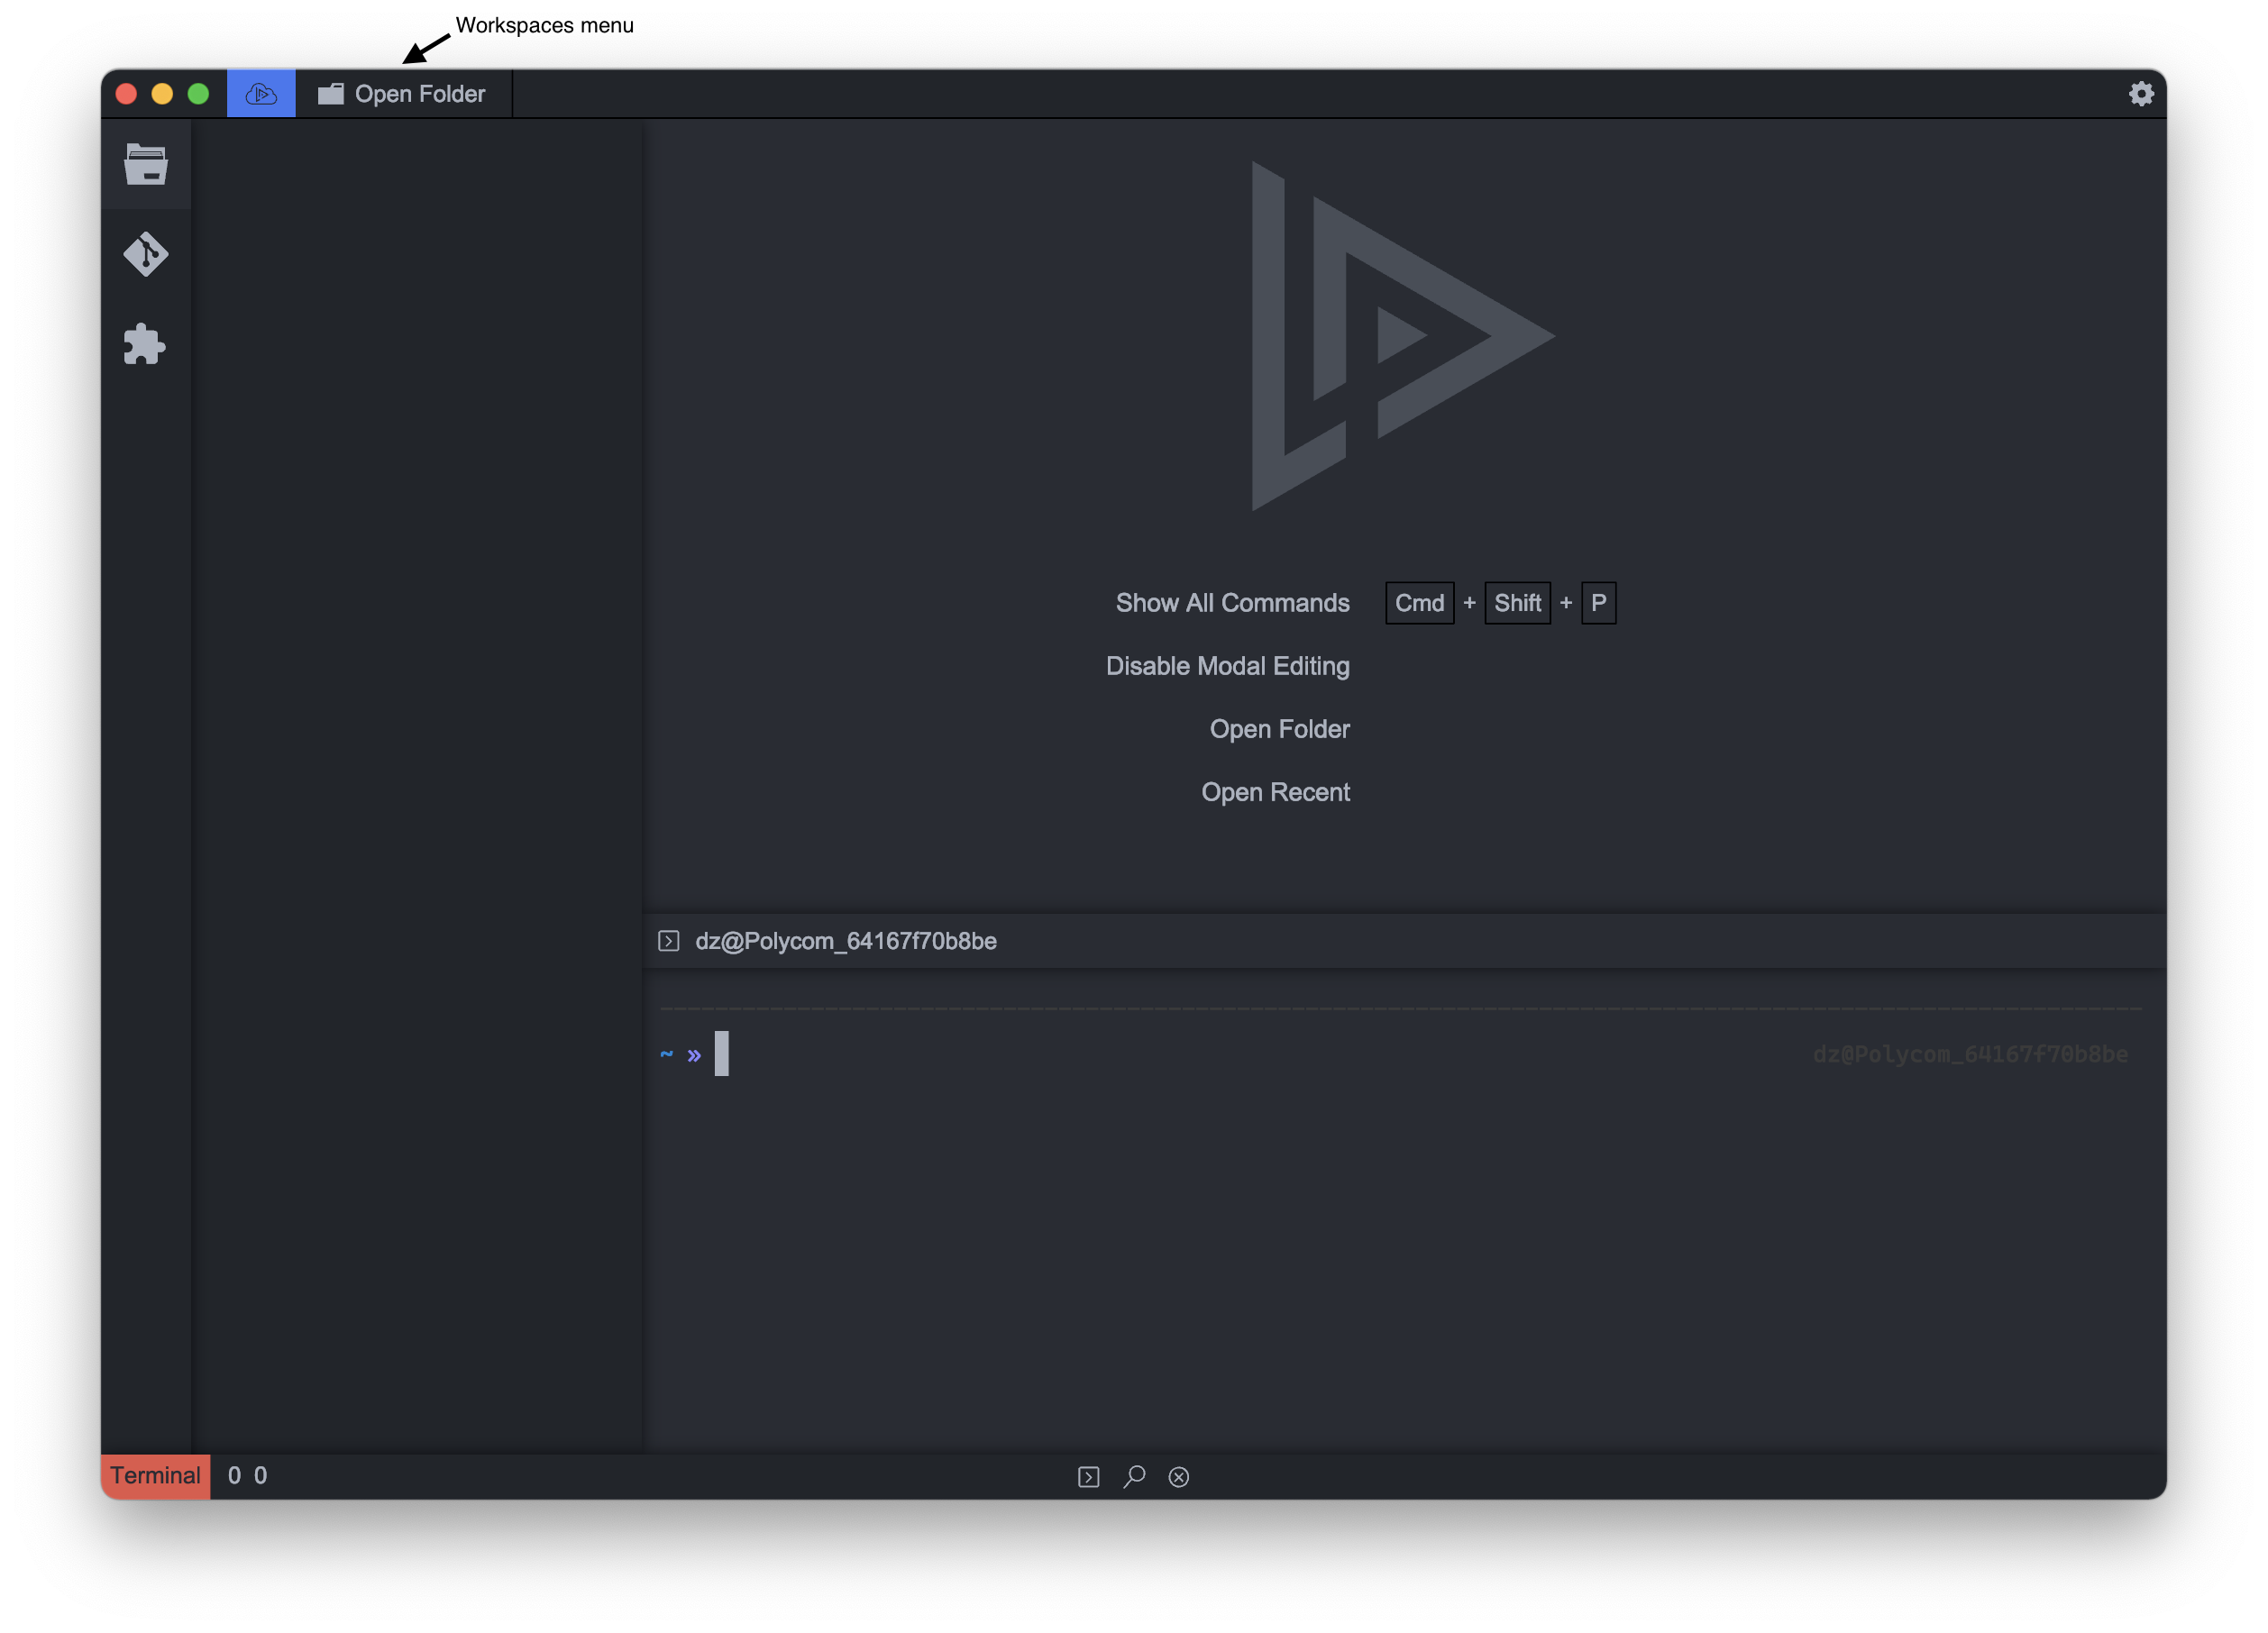 Workspaces menu
Open Folder
Show All Commands Cmd + Shift + P
Disable Modal Editing
Open Folder
Open Recent
dz@Polycom_64167f70b8be
~ » dz@Polycom_64167f70b8be
Terminal 0 0